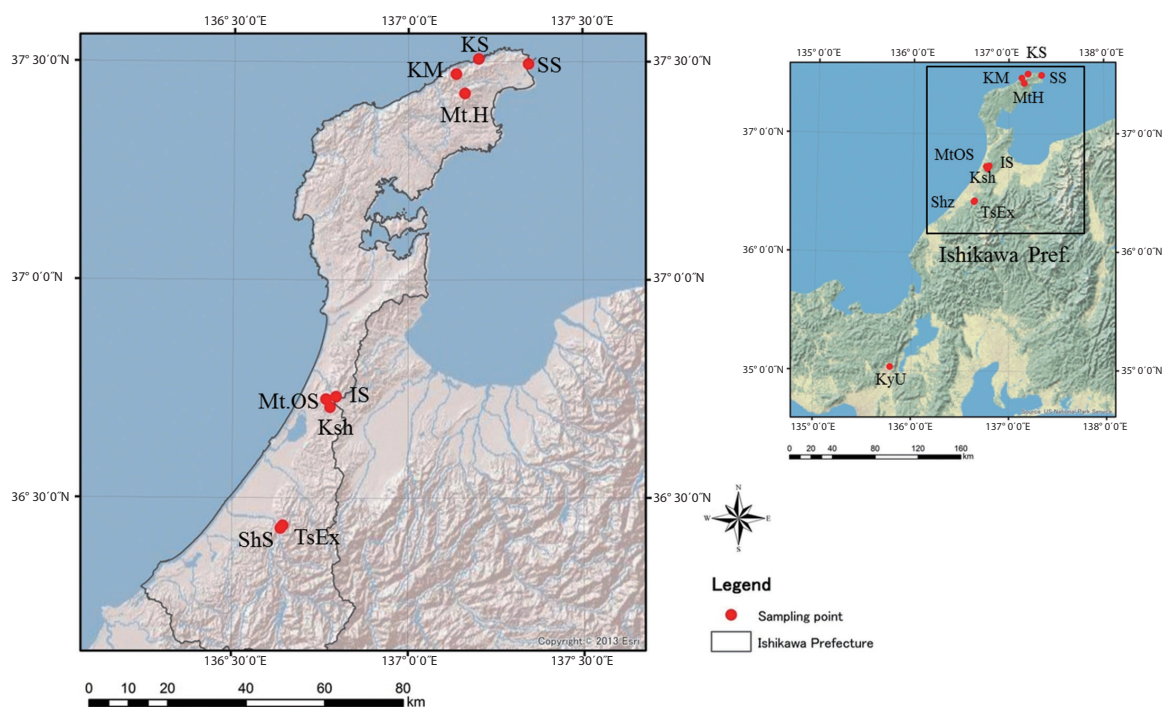 136°30'0"E 137°0'0"E 137°30'0"E
37°30'0"N
KS
KM
SS
Mt.H
37°30'0"N
37°0'0"N
37°0'0"N
Mt.OS
IS
Ksh
36°30'0"N
36°30'0"N
ShS
TsEx
Copyright © 2013 Esri
136°30'0"E 137°0'0"E 137°30'0"E
0 10 20 40 60 80
km
KS
135°0'0"E 136°0'0"E 137°0'0"E 138°0'0"E
KM
SS
MtH
37°0'0"N
37°0'0"N
MtOS
IS
Ksh
Shz
TsEx
36°0'0"N
36°0'0"N
Ishikawa Pref.
35°0'0"N
35°0'0"N
KyU
Source: US National Park Service
135°0'0"E 136°0'0"E 137°0'0"E 138°0'0"E
0 20 40 80 120 160
km
N
W E
S
Legend
Sampling point
Ishikawa Prefecture